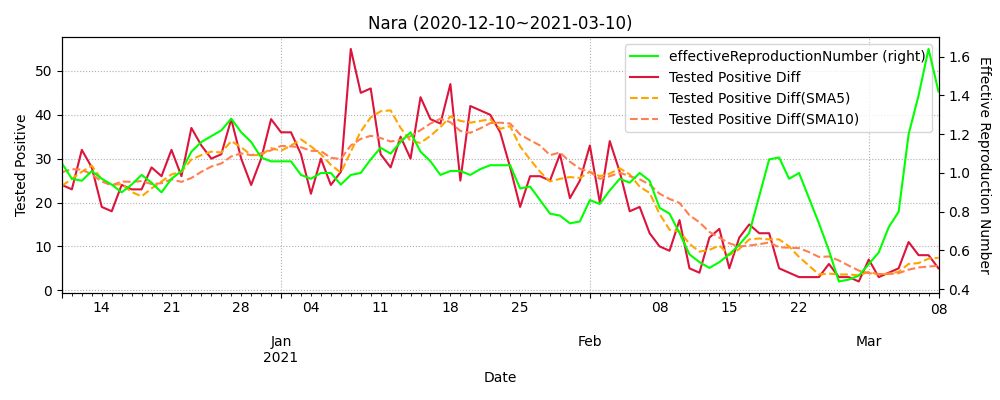 Nara (2020-12-10~2021-03-10)
effectiveReproductionNumber (right)
Tested Positive Diff
Tested Positive Diff(SMA5)
Tested Positive Diff(SMA10)
Tested Positive
50
40
30
20
10
0
1.6
1.4
1.2
1.0
0.8
0.6
0.4
Effective Reproduction Number
14 21 28 04 11 18 25 08 15 22 08
Jan Feb Mar
2021
Date